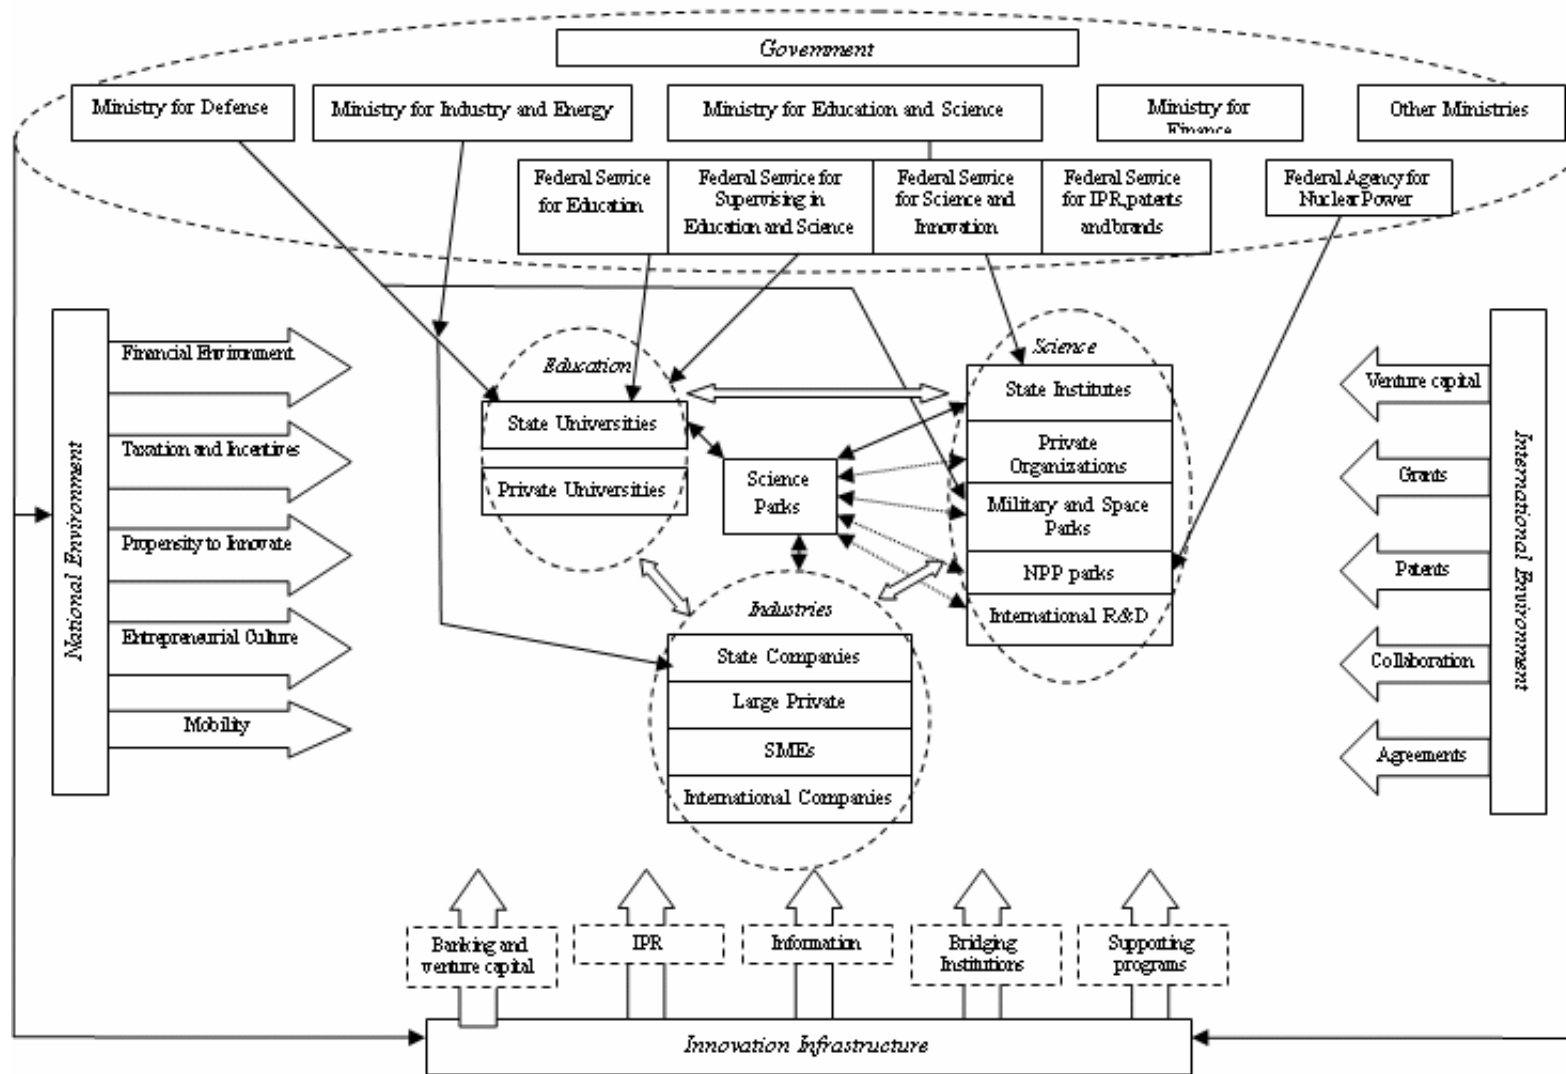 Government
Ministry for Defense
Ministry for Industry and Energy
Ministry for Education and Science
Ministry for
Finance
Other Ministries
Federal Service
for Education
Federal Service for
Supervising in
Education and Science
Federal Service
for Science and
Innovation
Federal Service
for IPR,patents
and brands
Federal Agency for
Nuclear Power
National Environment
Financial Environment
Taxation and Incentives
Propensity to Innovate
Entrepreneurial Culture
Mobility
Education
State Universities
Private Universities
Science
Parks
Science
State Institutes
Private
Organizations
Military and Space
Parks
NPP parks
International R&D
Industries
State Companies
Large Private
SMEs
International Companies
Venture capital
Grants
Patents
Collaboration
Agreements
International Environment
Banking and
venture capital
IPR
Information
Bridging
Institutions
Supporting
programs
Innovation Infrastructure